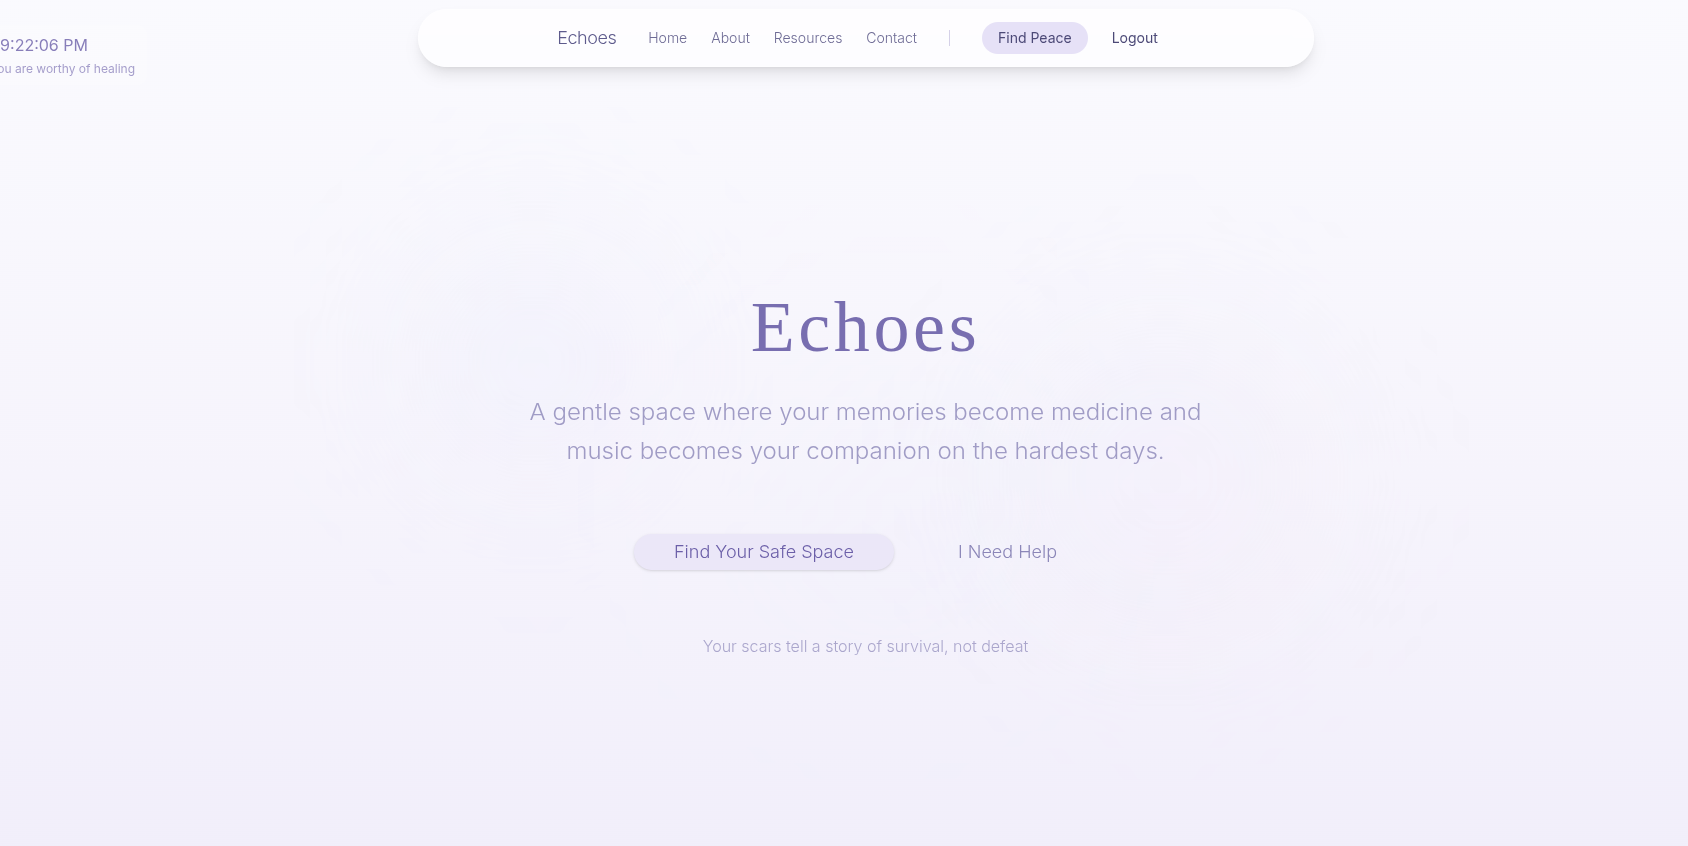 9:22:06 PM
ou are worthy of healing
Echoes Home About Resources Contact Find Peace Logout
Echoes
A gentle space where your memories become medicine and
music becomes your companion on the hardest days.
Find Your Safe Space I Need Help
Your scars tell a story of survival, not defeat